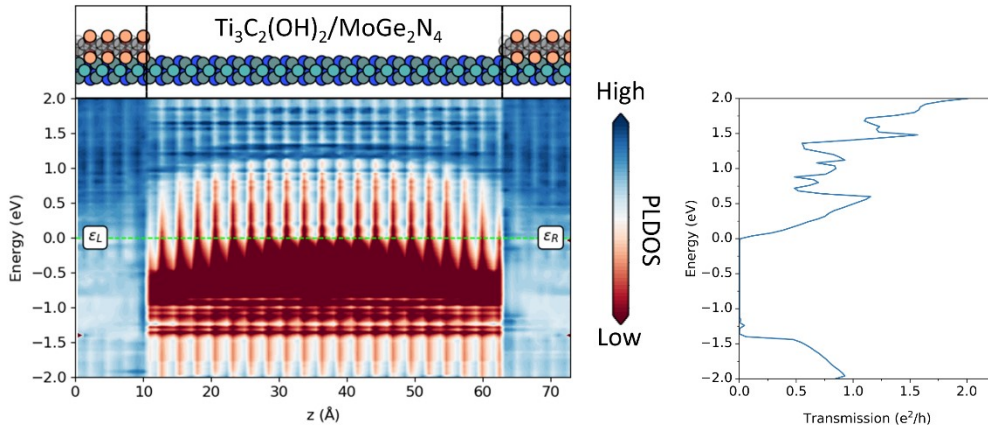 Ti₃C₂(OH)₂/MoGe₂N₄
2.0
1.5
1.0
0.5
0.0
−0.5
−1.0
−1.5
−2.0
Energy (eV)
εL
εR
0 10 20 30 40 50 60 70
z (Å)
High
PLDOS
Low
2.0
1.5
1.0
0.5
0.0
−0.5
−1.0
−1.5
−2.0
Energy (eV)
0.0 0.5 1.0 1.5 2.0
Transmission (e²/h)